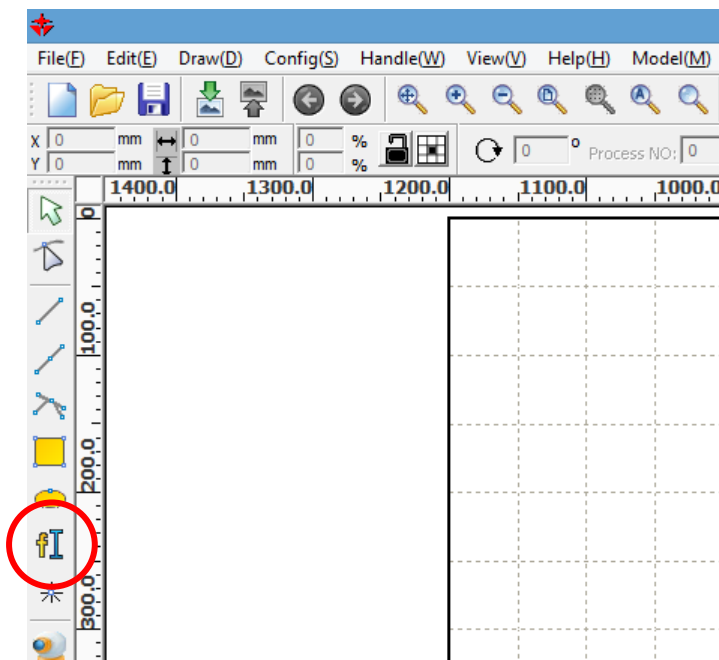 File(F) Edit(E) Draw(D) Config(S) Handle(W) View(V) Help(H) Model(M)
X 0 mm 0 mm 0 %
Y 0 mm 0 mm 0 %
0 ° Process NO: 0
1400.0 1300.0 1200.0 1100.0 1000.0
0
100.0
200.0
300.0